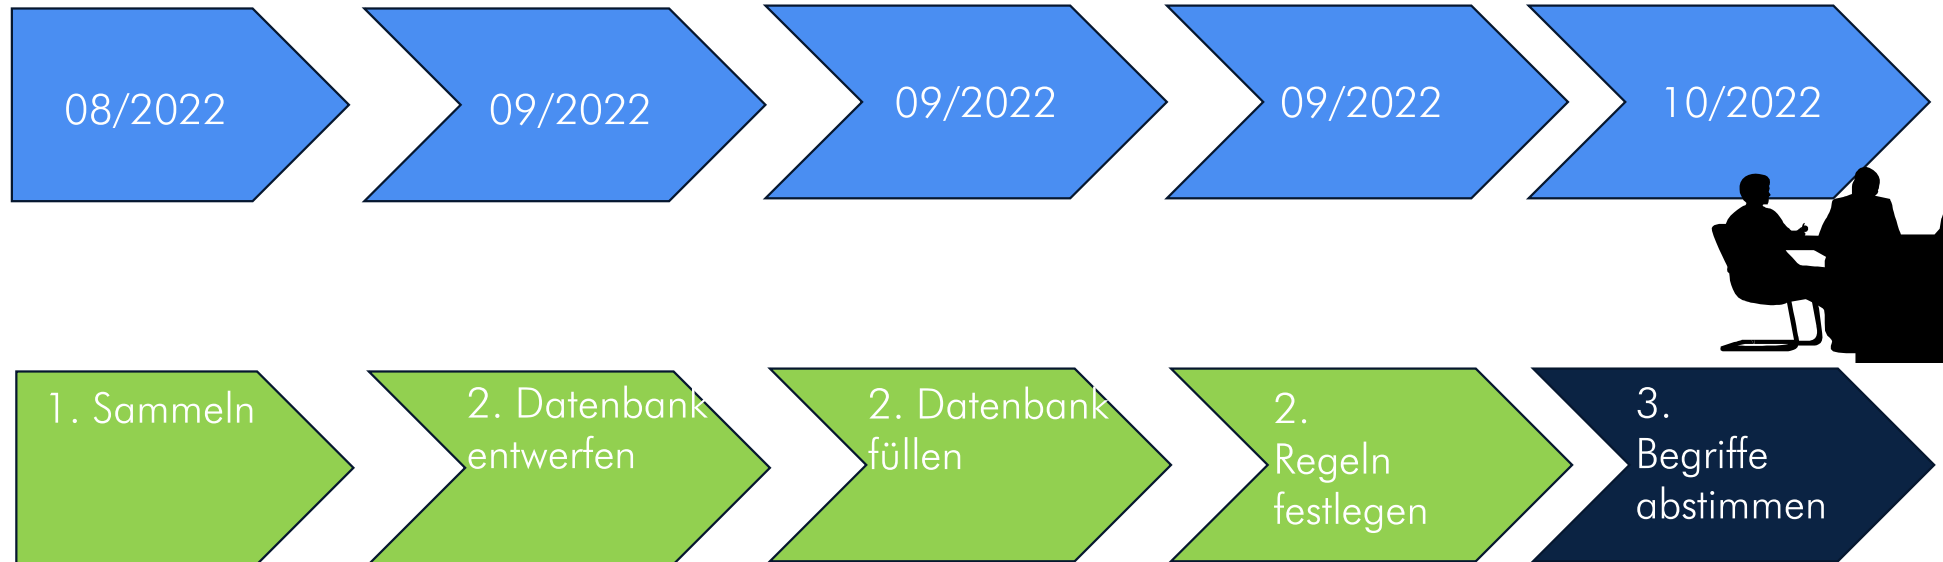 08/2022
09/2022
09/2022
09/2022
10/2022
1. Sammeln
2. Datenbank
entwerfen
2. Datenbank
füllen
2.
Regeln
festlegen
3.
Begriffe
abstimmen